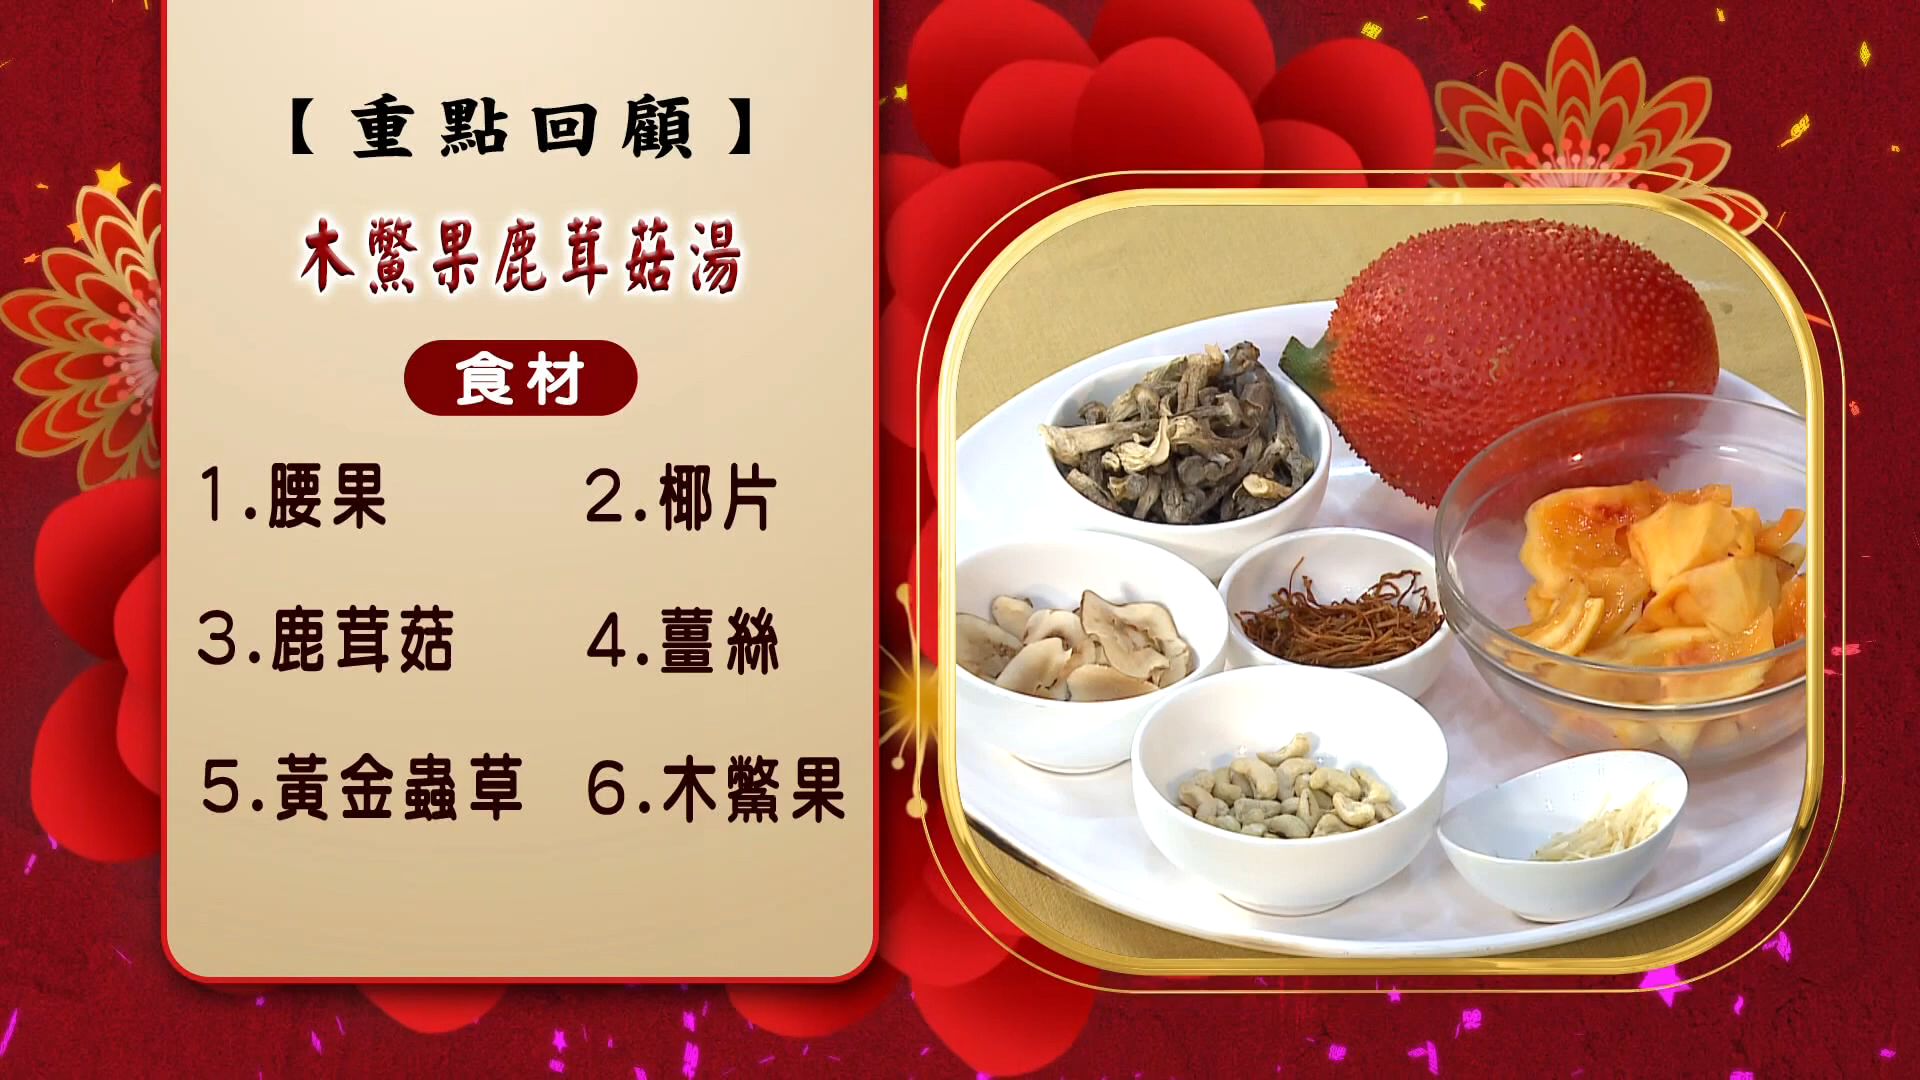 【重點回顧】
木鱉果鹿茸菇湯
食材
1.腰果 2.椰片
3.鹿茸菇 4.薑絲
5.黃金蟲草 6.木鱉果